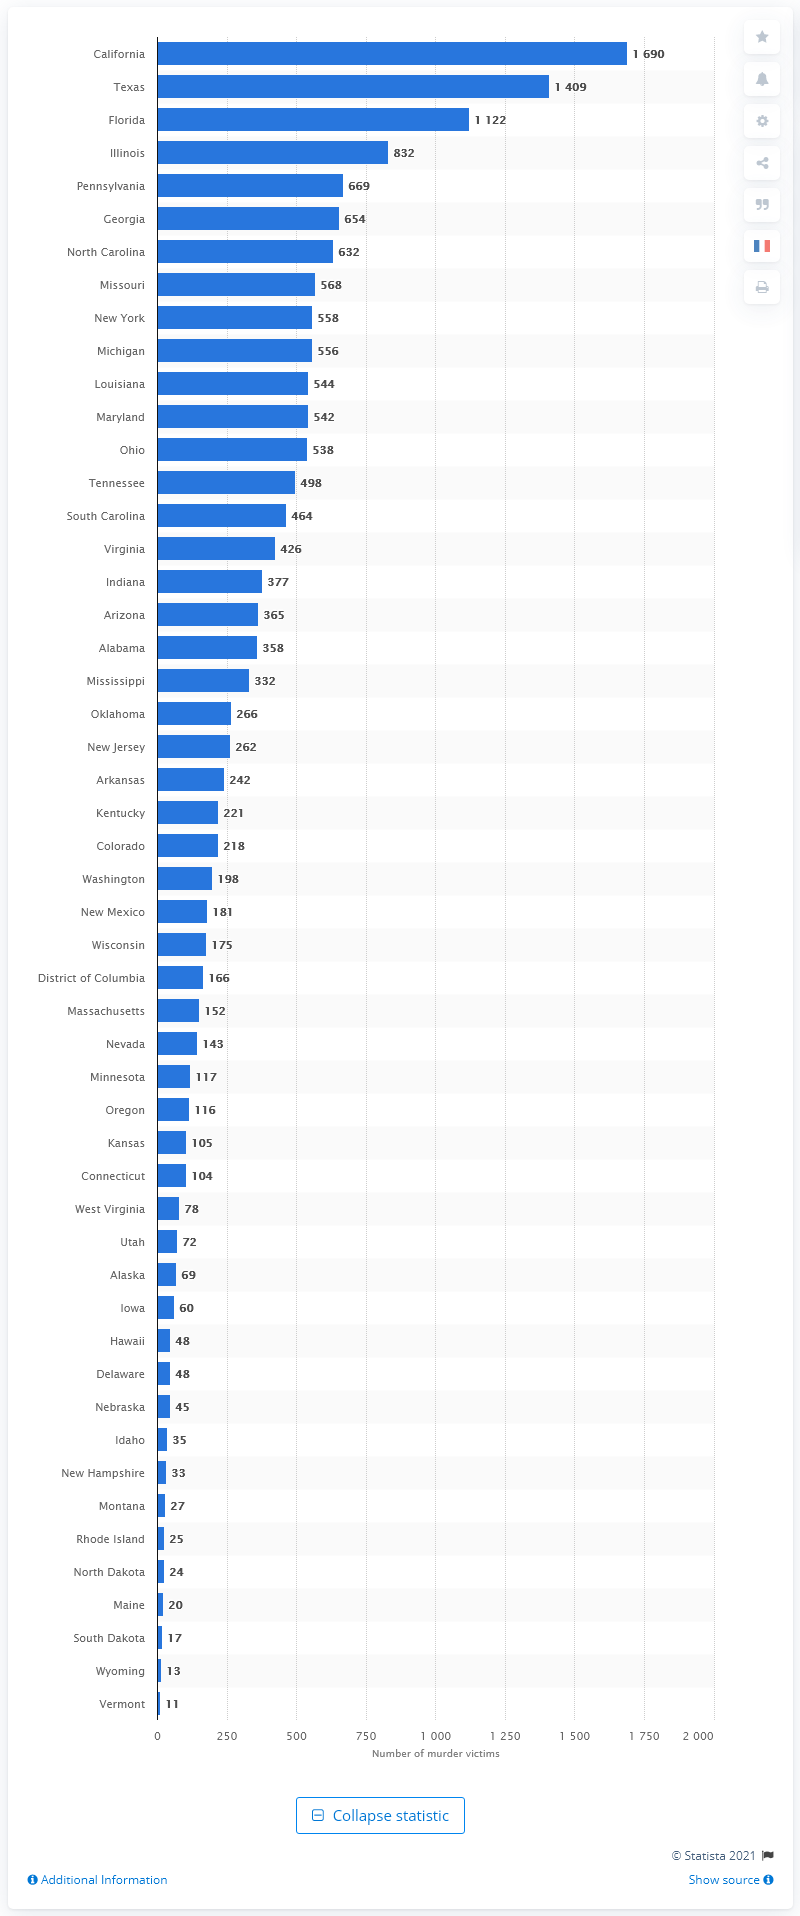 California 1 690
Texas 1 409
Florida 1 122
Illinois 832
Pennsylvania 669
Georgia 654
North Carolina 632
Missouri 568
New York 558
Michigan 556
Louisiana 544
Maryland 542
Ohio 538
Tennessee 498
South Carolina 464
Virginia 426
Indiana 377
Arizona 365
Alabama 358
Mississippi 332
Oklahoma 266
New Jersey 262
Arkansas 242
Kentucky 221
Colorado 218
Washington 198
New Mexico 181
Wisconsin 175
District of Columbia 166
Massachusetts 152
Nevada 143
Minnesota 117
Oregon 116
Kansas 105
Connecticut 104
West Virginia 78
Utah 72
Alaska 69
Iowa 60
Hawaii 48
Delaware 48
Nebraska 45
Idaho 35
New Hampshire 33
Montana 27
Rhode Island 25
North Dakota 24
Maine 20
South Dakota 17
Wyoming 13
Vermont 11
0 250 500 750 1 000 1 250 1 500 1 750 2 000
Number of murder victims
Collapse statistic
© Statista 2021
Additional Information Show source